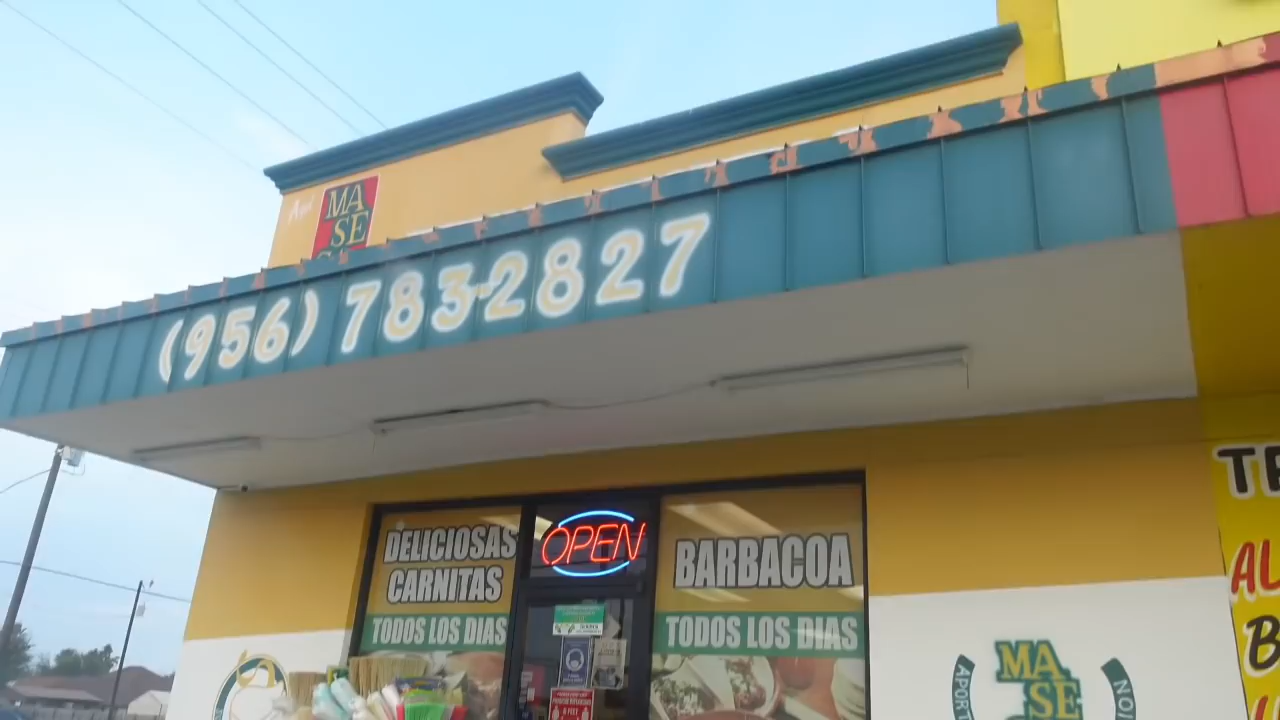 MA
SE
(956) 783-2827
DELICIOSAS
CARNITAS
TODOS LOS DIAS
OPEN
BARBACOA
TODOS LOS DIAS
MA
SE